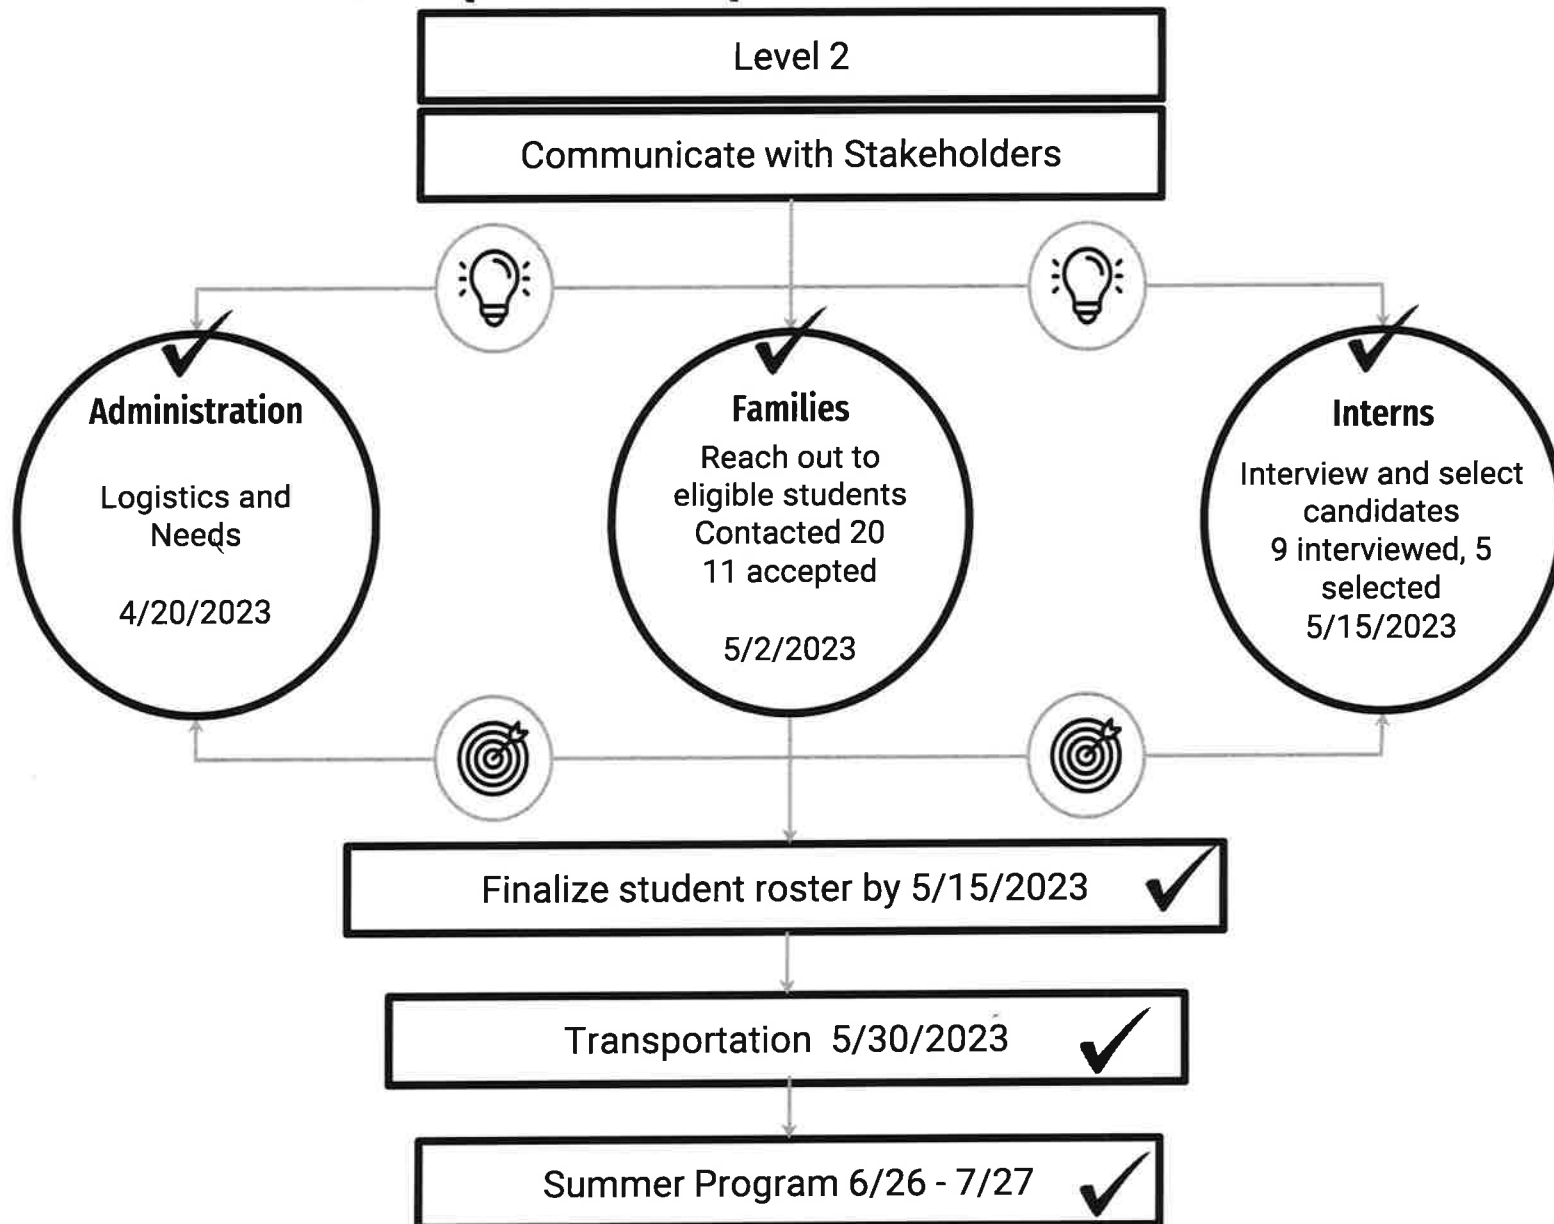 Level 2
Communicate with Stakeholders
Administration
Logistics and
Needs
4/20/2023
Families
Reach out to
eligible students
Contacted 20
11 accepted
5/2/2023
Interns
Interview and select
candidates
9 interviewed, 5
selected
5/15/2023
Finalize student roster by 5/15/2023
Transportation 5/30/2023
Summer Program 6/26 - 7/27